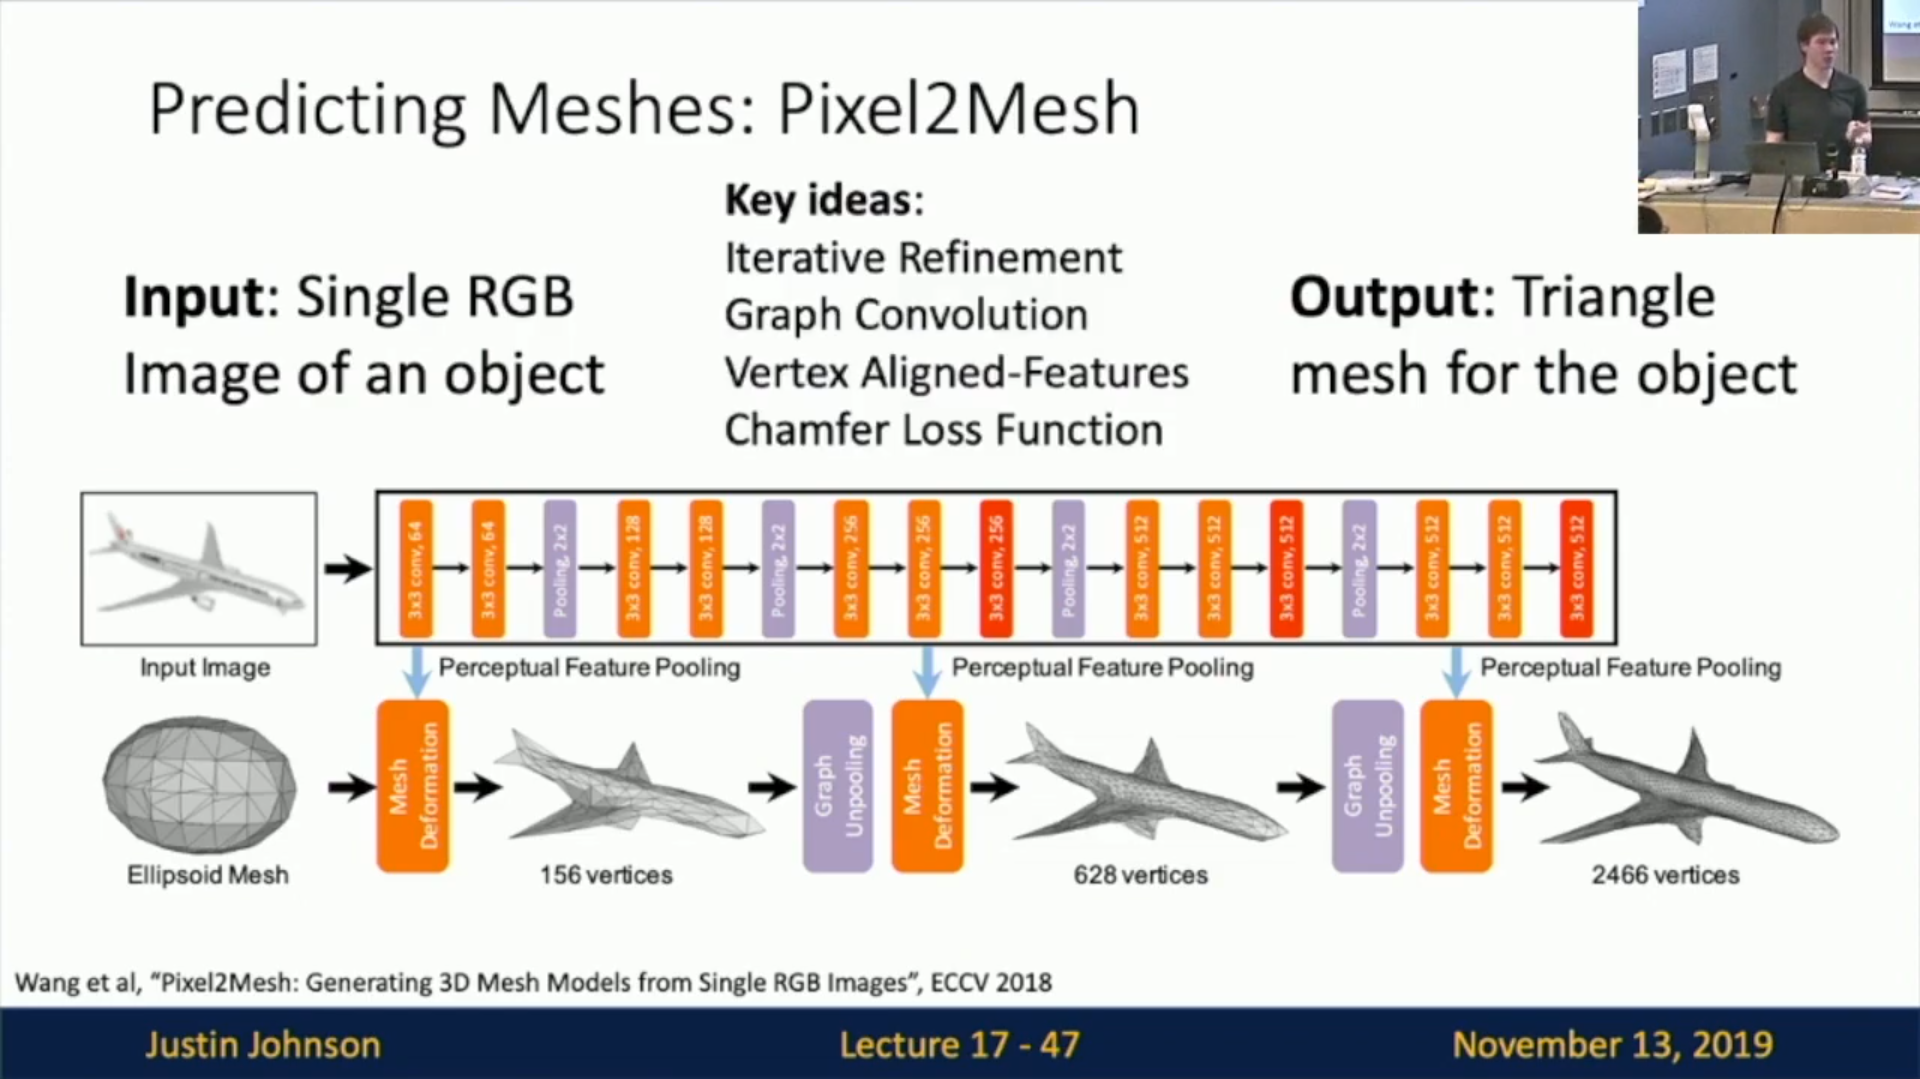 Predicting Meshes: Pixel2Mesh
Key ideas:
Iterative Refinement
Graph Convolution
Vertex Aligned-Features
Chamfer Loss Function
Input: Single RGB
Image of an object
Output: Triangle
mesh for the object
3x3 conv, 64
3x3 conv, 64
Pooling, 2x2
3x3 conv, 128
3x3 conv, 128
Pooling, 2x2
3x3 conv, 256
3x3 conv, 256
3x3 conv, 256
Pooling, 2x2
3x3 conv, 512
3x3 conv, 512
3x3 conv, 512
Pooling, 2x2
3x3 conv, 512
3x3 conv, 512
3x3 conv, 512
Input Image
Perceptual Feature Pooling
Perceptual Feature Pooling
Perceptual Feature Pooling
Mesh
Deformation
Graph
Unpooling
Mesh
Deformation
Graph
Unpooling
Mesh
Deformation
Ellipsoid Mesh
156 vertices
628 vertices
2466 vertices
Wang et al, “Pixel2Mesh: Generating 3D Mesh Models from Single RGB Images”, ECCV 2018
Justin Johnson
Lecture 17 - 47
November 13, 2019